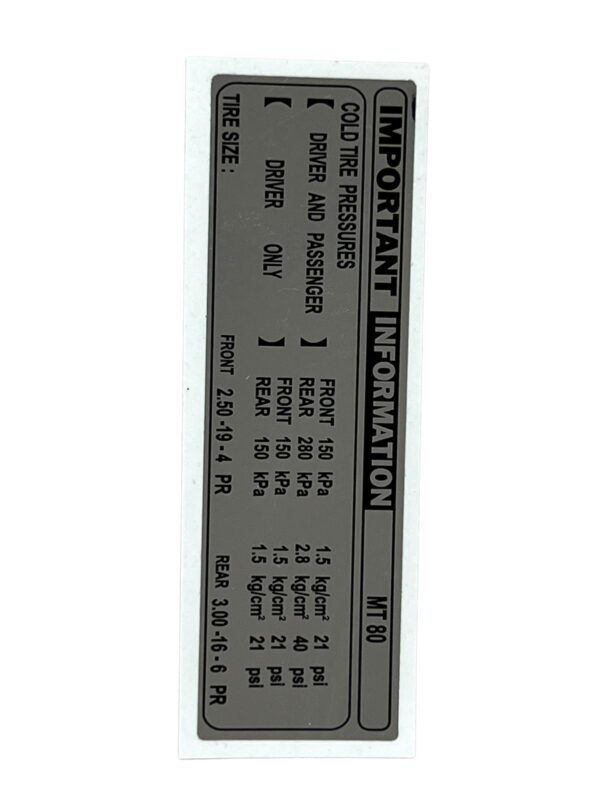 IMPORTANT INFORMATION MT 80
COLD TIRE PRESSURES
【 DRIVER AND PASSENGER 】 FRONT 150 kPa 1.5 kg/cm² 21 psi
REAR 280 kPa 2.8 kg/cm² 40 psi
【 DRIVER ONLY 】 FRONT 150 kPa 1.5 kg/cm² 21 psi
REAR 150 kPa 1.5 kg/cm² 21 psi
TIRE SIZE : FRONT 2.50 -19 - 4 PR REAR 3.00 -16 - 6 PR